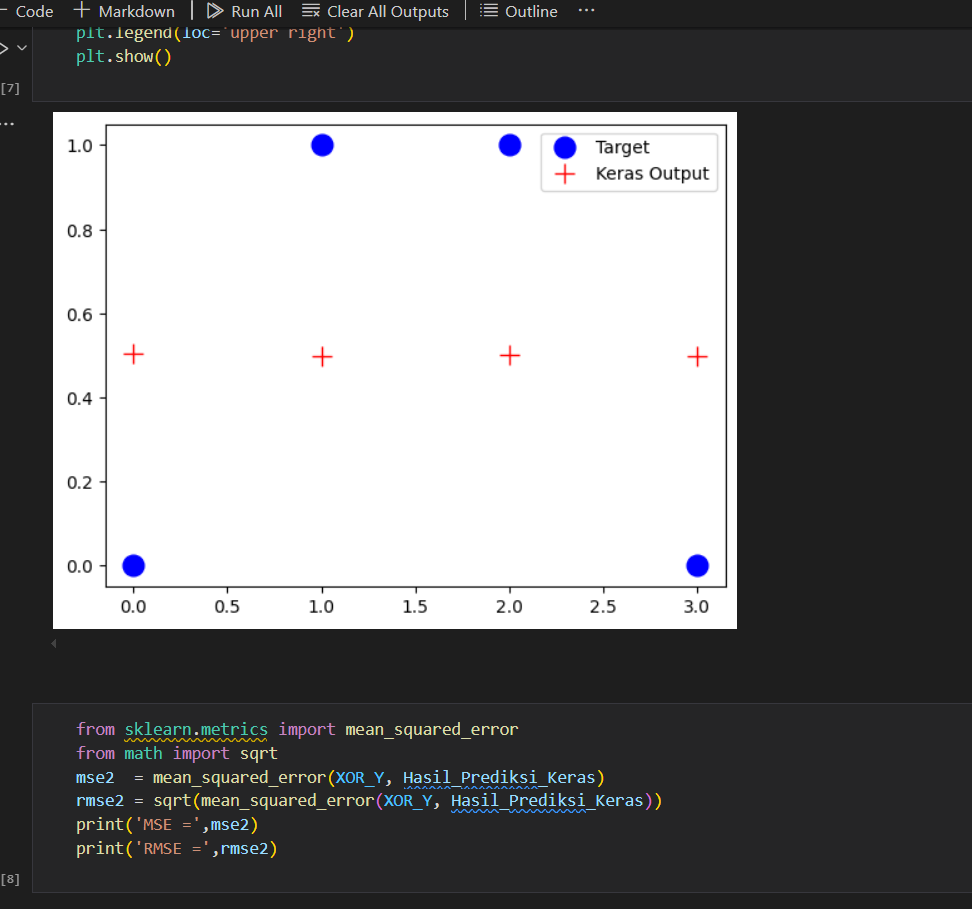 Code + Markdown Run All Clear All Outputs Outline ...
plt.legend(loc='upper right')
plt.show()
[7]
...
1.0
0.8
0.6
0.4
0.2
0.0
Target
Keras Output
0.0 0.5 1.0 1.5 2.0 2.5 3.0
from sklearn.metrics import mean_squared_error
from math import sqrt
mse2  = mean_squared_error(XOR_Y, Hasil_Prediksi_Keras)
rmse2 = sqrt(mean_squared_error(XOR_Y, Hasil_Prediksi_Keras))
print('MSE =',mse2)
print('RMSE =',rmse2)
[8]